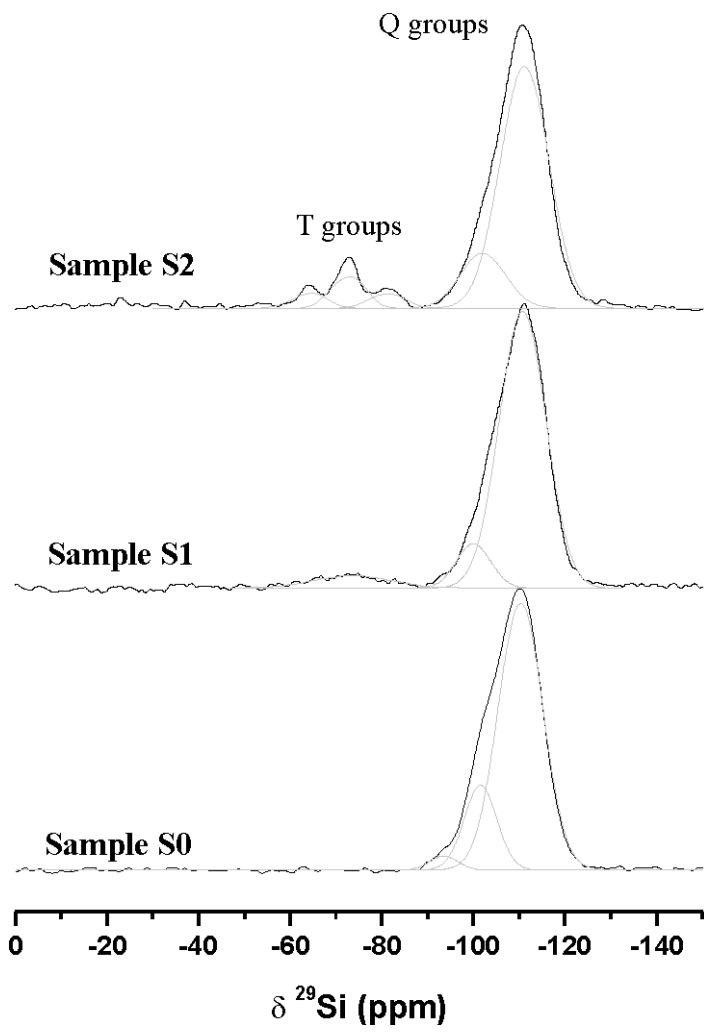 Q groups
T groups
Sample S2
Sample S1
Sample S0
0 -20 -40 -60 -80 -100 -120 -140
δ ²⁹Si (ppm)